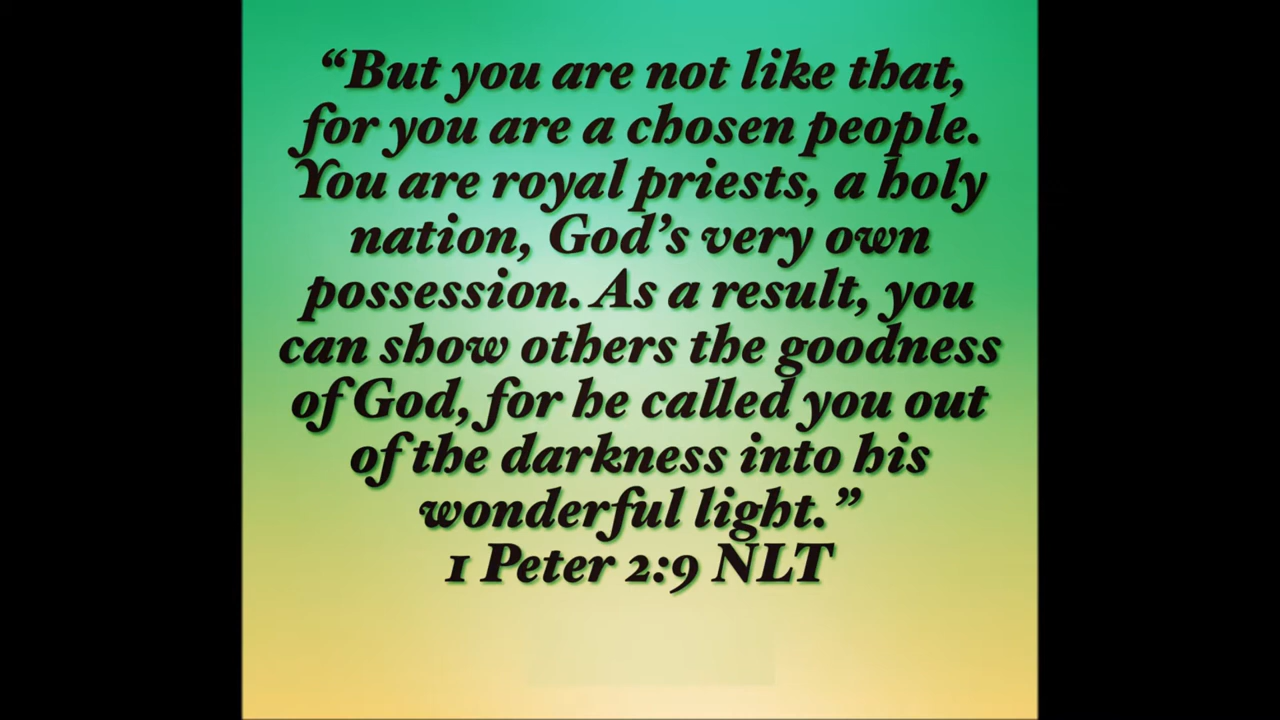 “But you are not like that,
for you are a chosen people.
You are royal priests, a holy
nation, God’s very own
possession. As a result, you
can show others the goodness
of God, for he called you out
of the darkness into his
wonderful light.”
1 Peter 2:9 NLT